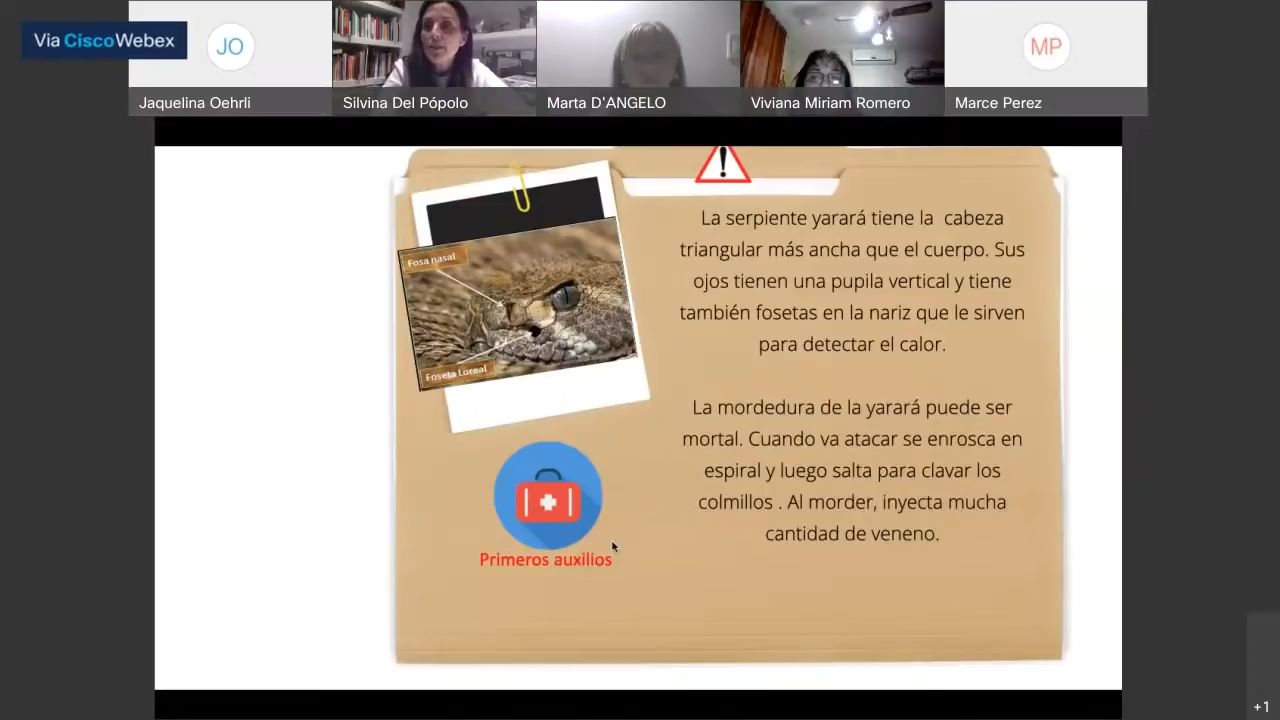 Via Cisco Webex
JO
MP
Jaquelina Oehrli
Silvina Del Pópolo
Marta D'ANGELO
Viviana Miriam Romero
Marce Perez
!
Fosa nasal
Foseta Loreal
Primeros auxilios
La serpiente yarará tiene la cabeza
triangular más ancha que el cuerpo. Sus
ojos tienen una pupila vertical y tiene
también fosetas en la nariz que le sirven
para detectar el calor.
La mordedura de la yarará puede ser
mortal. Cuando va atacar se enrosca en
espiral y luego salta para clavar los
colmillos . Al morder, inyecta mucha
cantidad de veneno.
+1